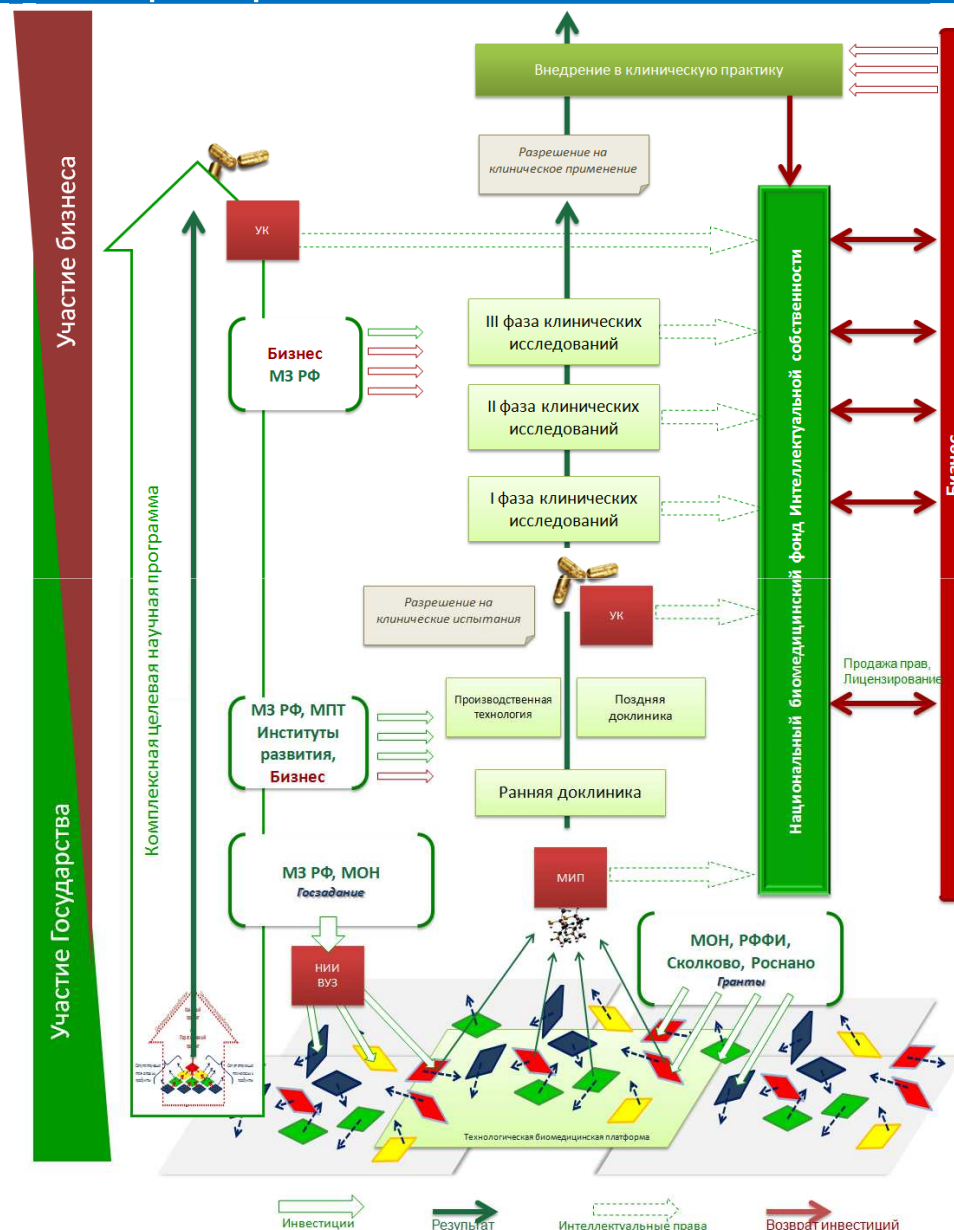 Внедрение в клиническую практику
Разрешение на
клиническое применение
Участие бизнеса
УК
III фаза клинических
исследований
Бизнес
МЗ РФ
II фаза клинических
исследований
I фаза клинических
исследований
Национальный биомедицинский фонд Интеллектуальной собственности
Бизнес
Комплексная целевая научная программа
Разрешение на
клинические испытания
УК
Продажа прав,
Лицензирование
МЗ РФ, МПТ
Институты
развития,
Бизнес
Производственная
технология
Поздняя
доклиника
Ранняя доклиника
Участие Государства
МЗ РФ, МОН
Госзадание
МИП
МОН, РФФИ,
Сколково, Роснано
Гранты
НИИ
ВУЗ
Технологическая биомедицинская платформа
Инвестиции
Результат
Интеллектуальные права
Возврат инвестиций